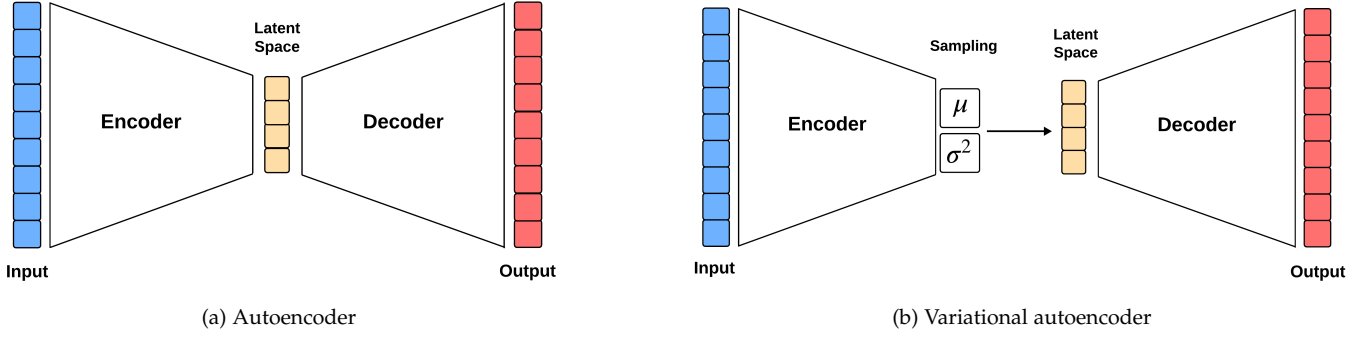 Latent
Space
Encoder
Decoder
Input
Output
(a) Autoencoder
Sampling
Latent
Space
Encoder
μ
σ²
Decoder
Input
Output
(b) Variational autoencoder